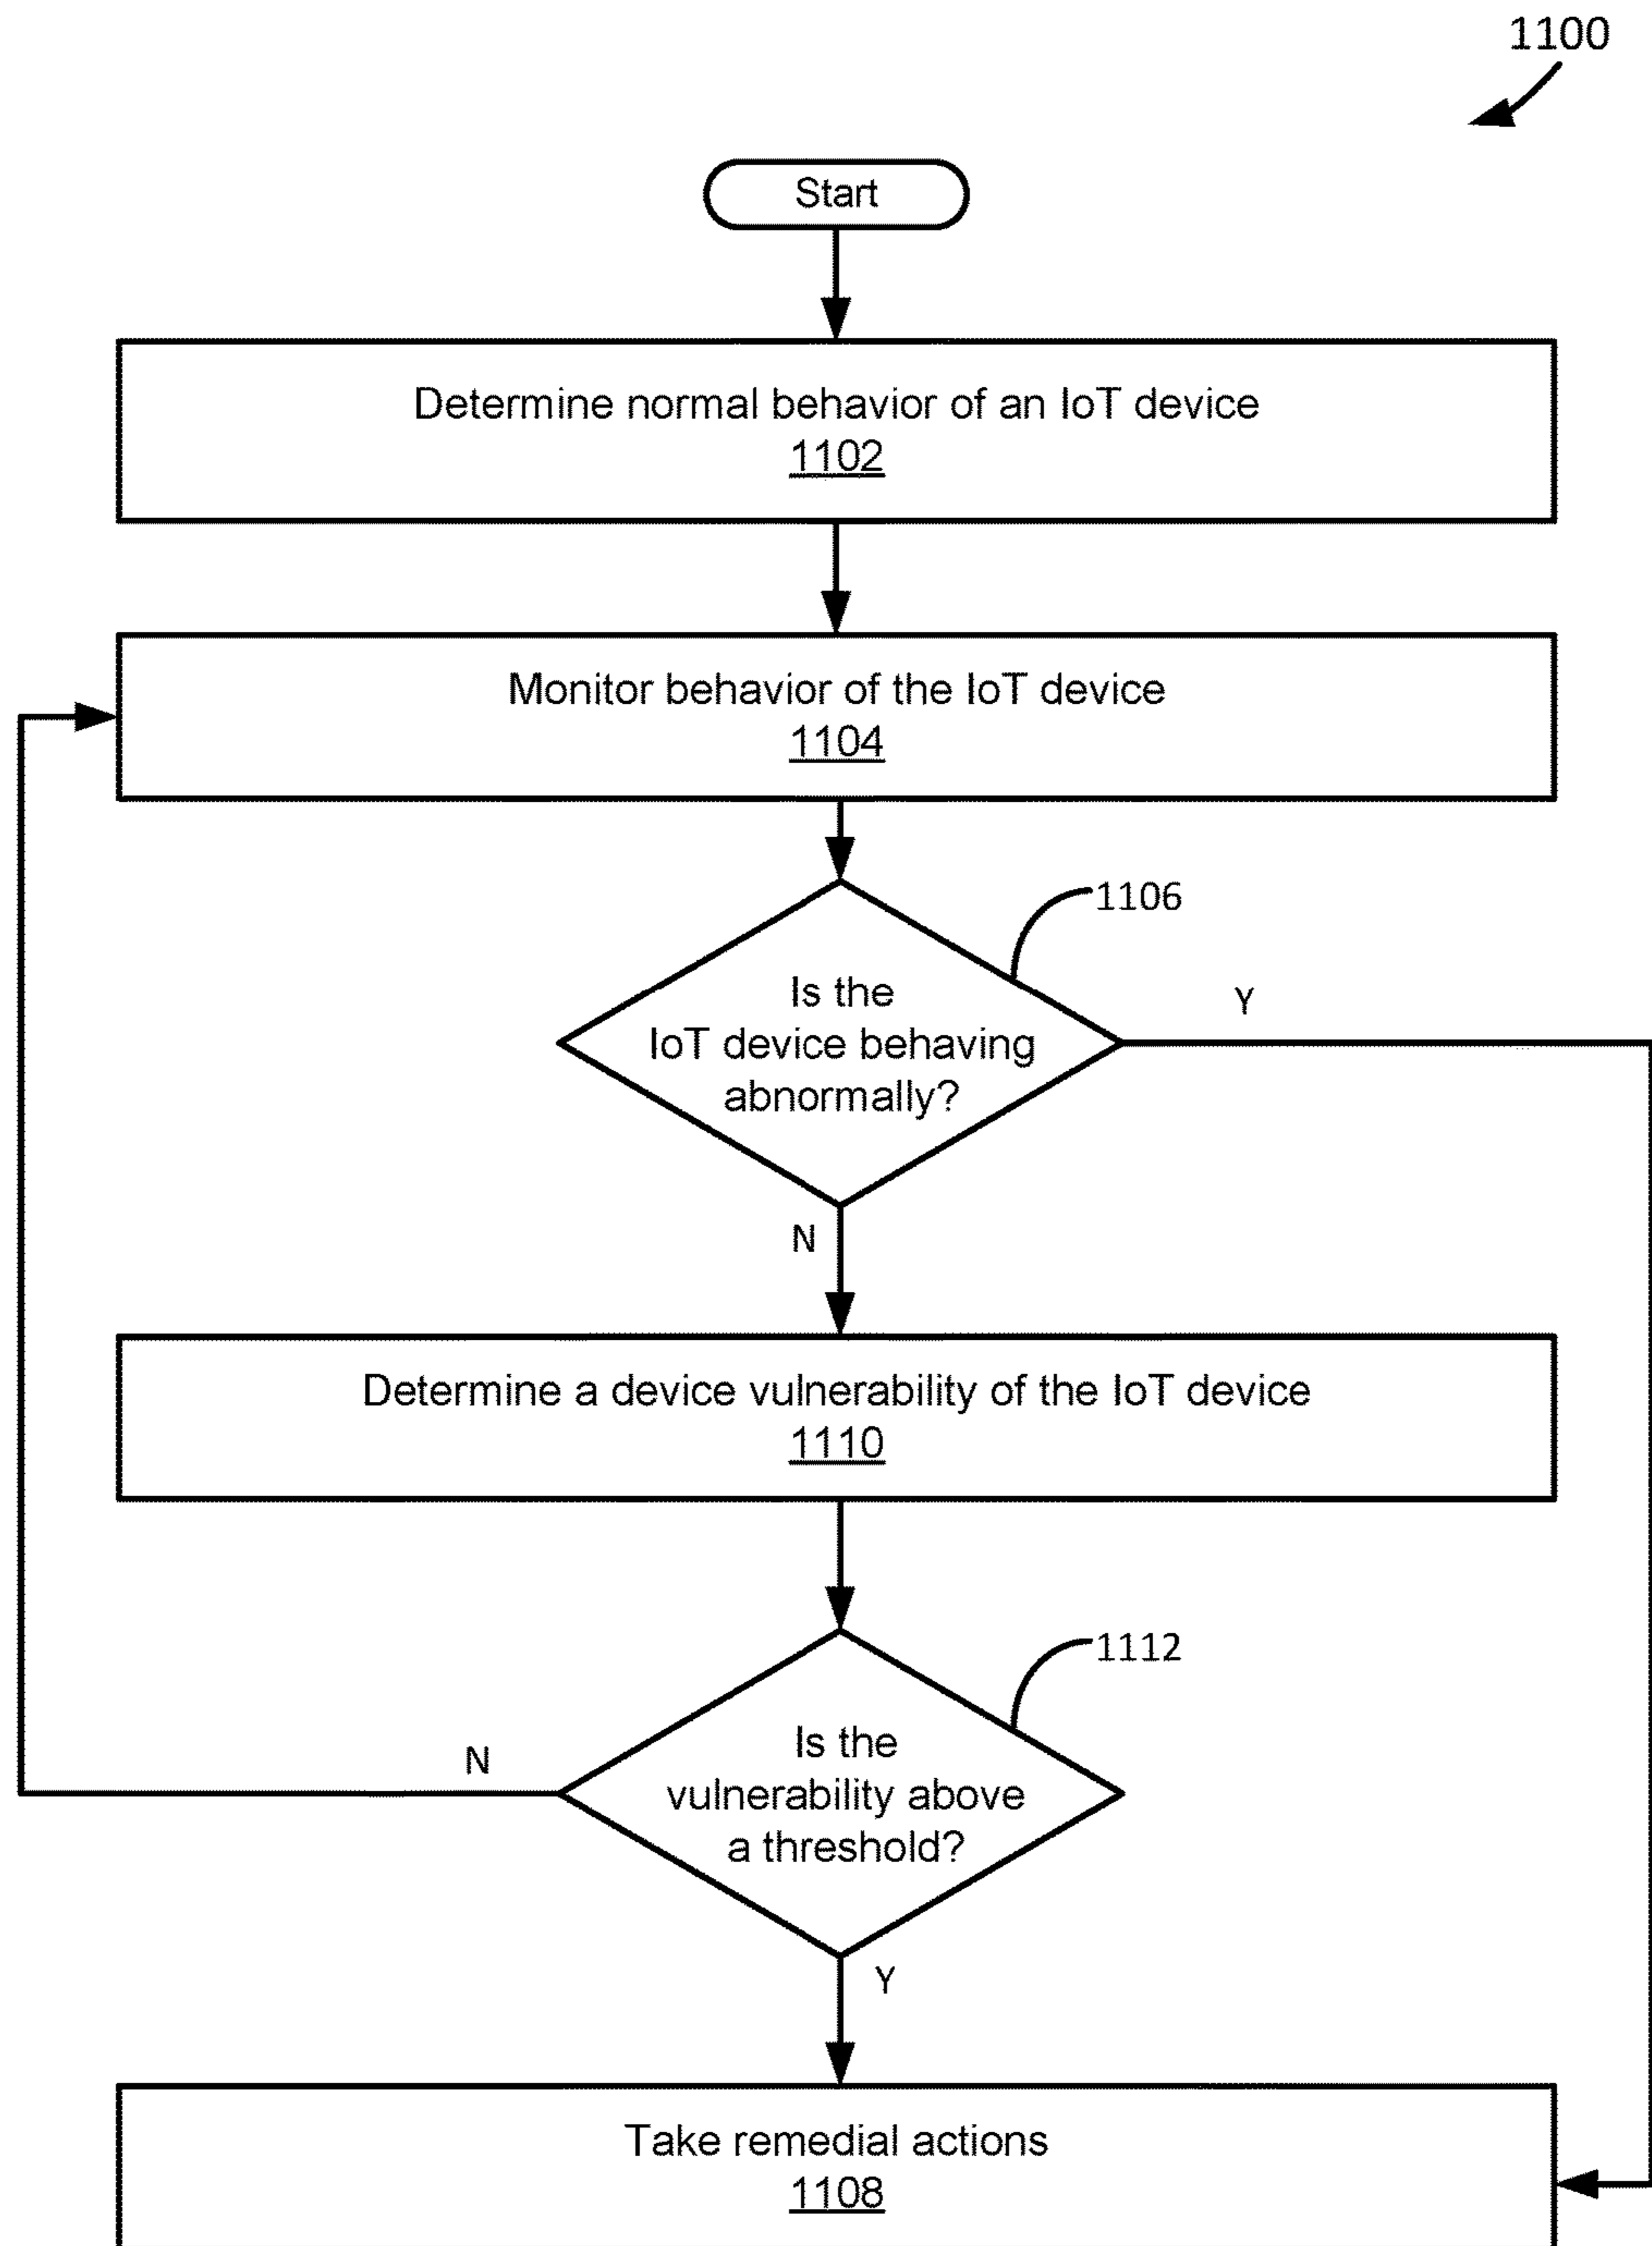 1100
Start
Determine normal behavior of an IoT device
1102
Monitor behavior of the IoT device
1104
1106
Is the
IoT device behaving
abnormally?
Y
N
Determine a device vulnerability of the IoT device
1110
1112
Is the
vulnerability above
a threshold?
N
Y
Take remedial actions
1108